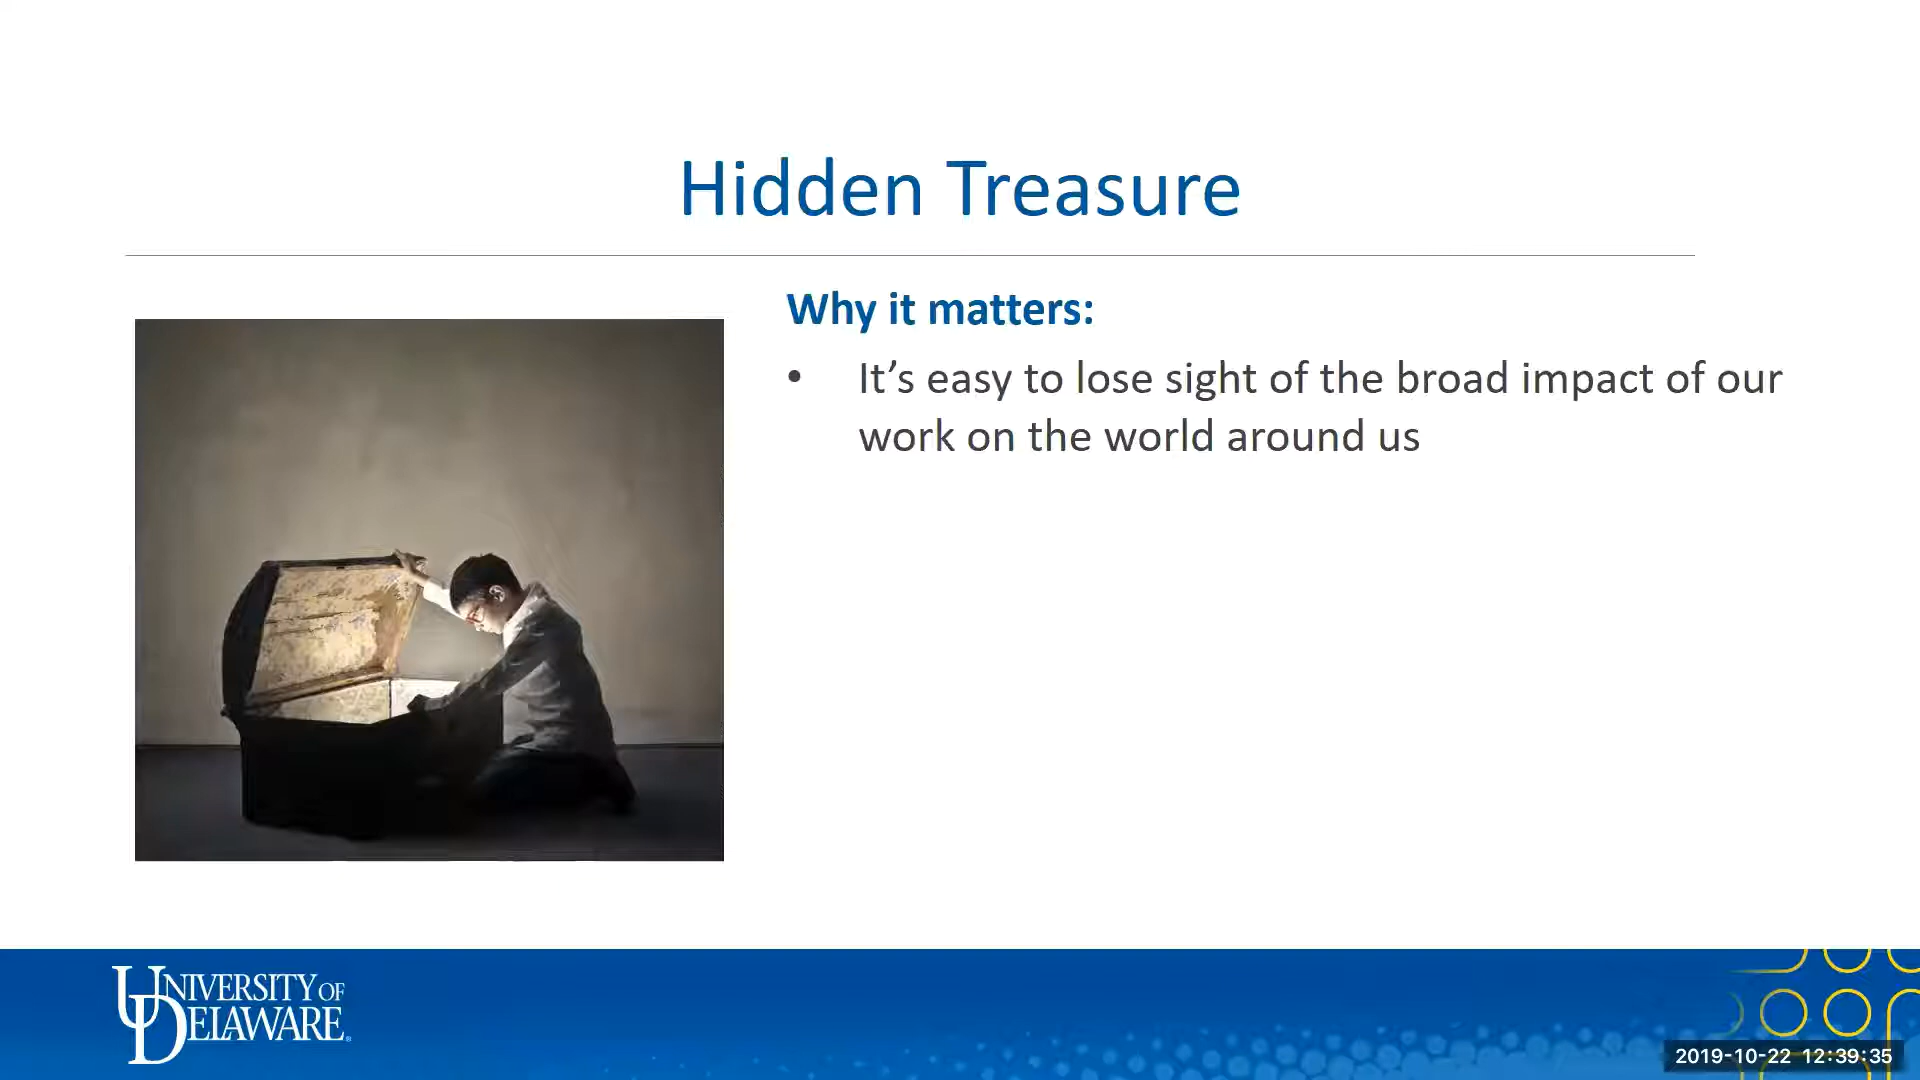 Hidden Treasure
Why it matters:
• It’s easy to lose sight of the broad impact of our
work on the world around us
UNIVERSITY OF
DELAWARE®
2019-10-22 12:39:35